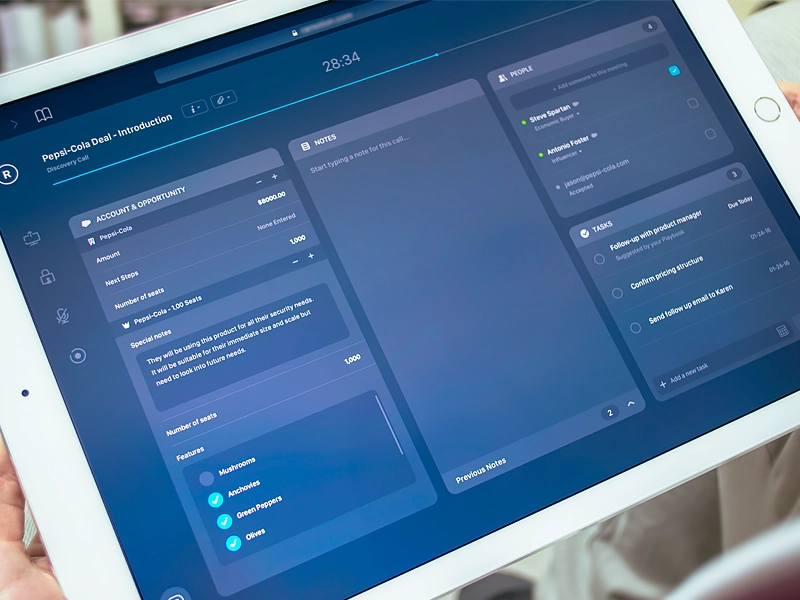 28:34
Pepsi-Cola Deal - Introduction
Discovery Call
R
ACCOUNT & OPPORTUNITY
Pepsi-Cola
Amount $8000.00
Next Steps None Entered
Number of seats 1,000
Pepsi-Cola - 1,00 Seats
Special notes
They will be using this product for all their security needs.
It will be suitable for their immediate size and scale but
need to look into future needs.
Number of seats 1,000
Features
Mushrooms
Anchovies
Green Peppers
Olives
NOTES
Start typing a note for this call...
Previous Notes 2
PEOPLE 4
+ Add someone to this meeting
Steve Spartan
Economic Buyer
Antonio Foster
Influencer
jason@pepsi-cola.com
Accepted
TASKS 3
Follow-up with product manager Due Today
Suggested by your Playbook
Confirm pricing structure 01-24-16
Send follow up email to Karen 01-26-16
+ Add a new task